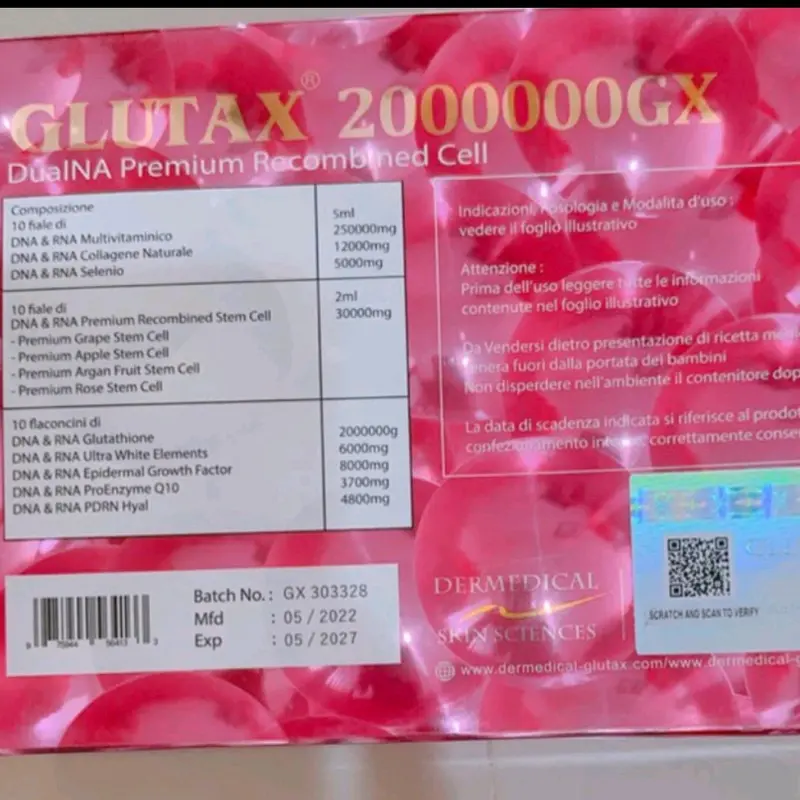 GLUTAX® 2000000GX
DualNA Premium Recombined Cell
Composizione
10 fiale di 5ml
DNA & RNA Multivitaminico 250000mg
DNA & RNA Collagene Naturale 12000mg
DNA & RNA Selenio 5000mg
10 fiale di 2ml
DNA & RNA Premium Recombined Stem Cell 30000mg
- Premium Grape Stem Cell
- Premium Apple Stem Cell
- Premium Argan Fruit Stem Cell
- Premium Rose Stem Cell
10 flaconcini di
DNA & RNA Glutathione 2000000g
DNA & RNA Ultra White Elements 6000mg
DNA & RNA Epidermal Growth Factor 8000mg
DNA & RNA ProEnzyme Q10 3700mg
DNA & RNA PDRN Hyal 4800mg
Indicazioni, Posologia e Modalita d'uso :
vedere il foglio illustrativo
Attenzione :
Prima dell'uso leggere tutte le informazioni
contenute nel foglio illustrativo
Da Vendersi dietro presentazione di ricetta
fuori dalla portata dei bambini
Non disperdere nell'ambiente il contenitore
La data di scadenza indicata si riferisce al
correttamente
Batch No. : GX 303328
Mfd : 05 / 2022
Exp : 05 / 2027
DERMEDICAL
SKIN SCIENCES
SCRATCH AND SCAN TO VERIFY
www.dermedical-glutax.com/www.dermedical-g